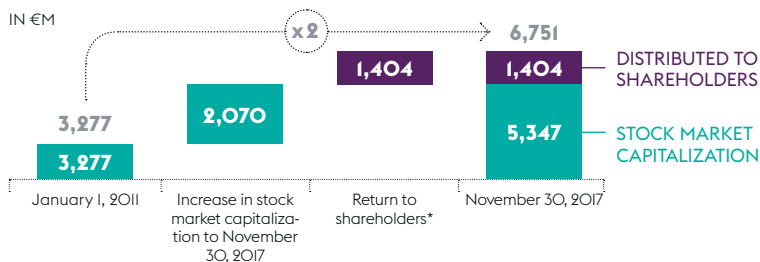 IN €M
x2
6,751
1,404
1,404
DISTRIBUTED TO
SHAREHOLDERS
3,277
2,070
5,347
STOCK MARKET
CAPITALIZATION
3,277
January 1, 2011
Increase in stock
market capitaliza-
tion to November
30, 2017
Return to
shareholders*
November 30, 2017